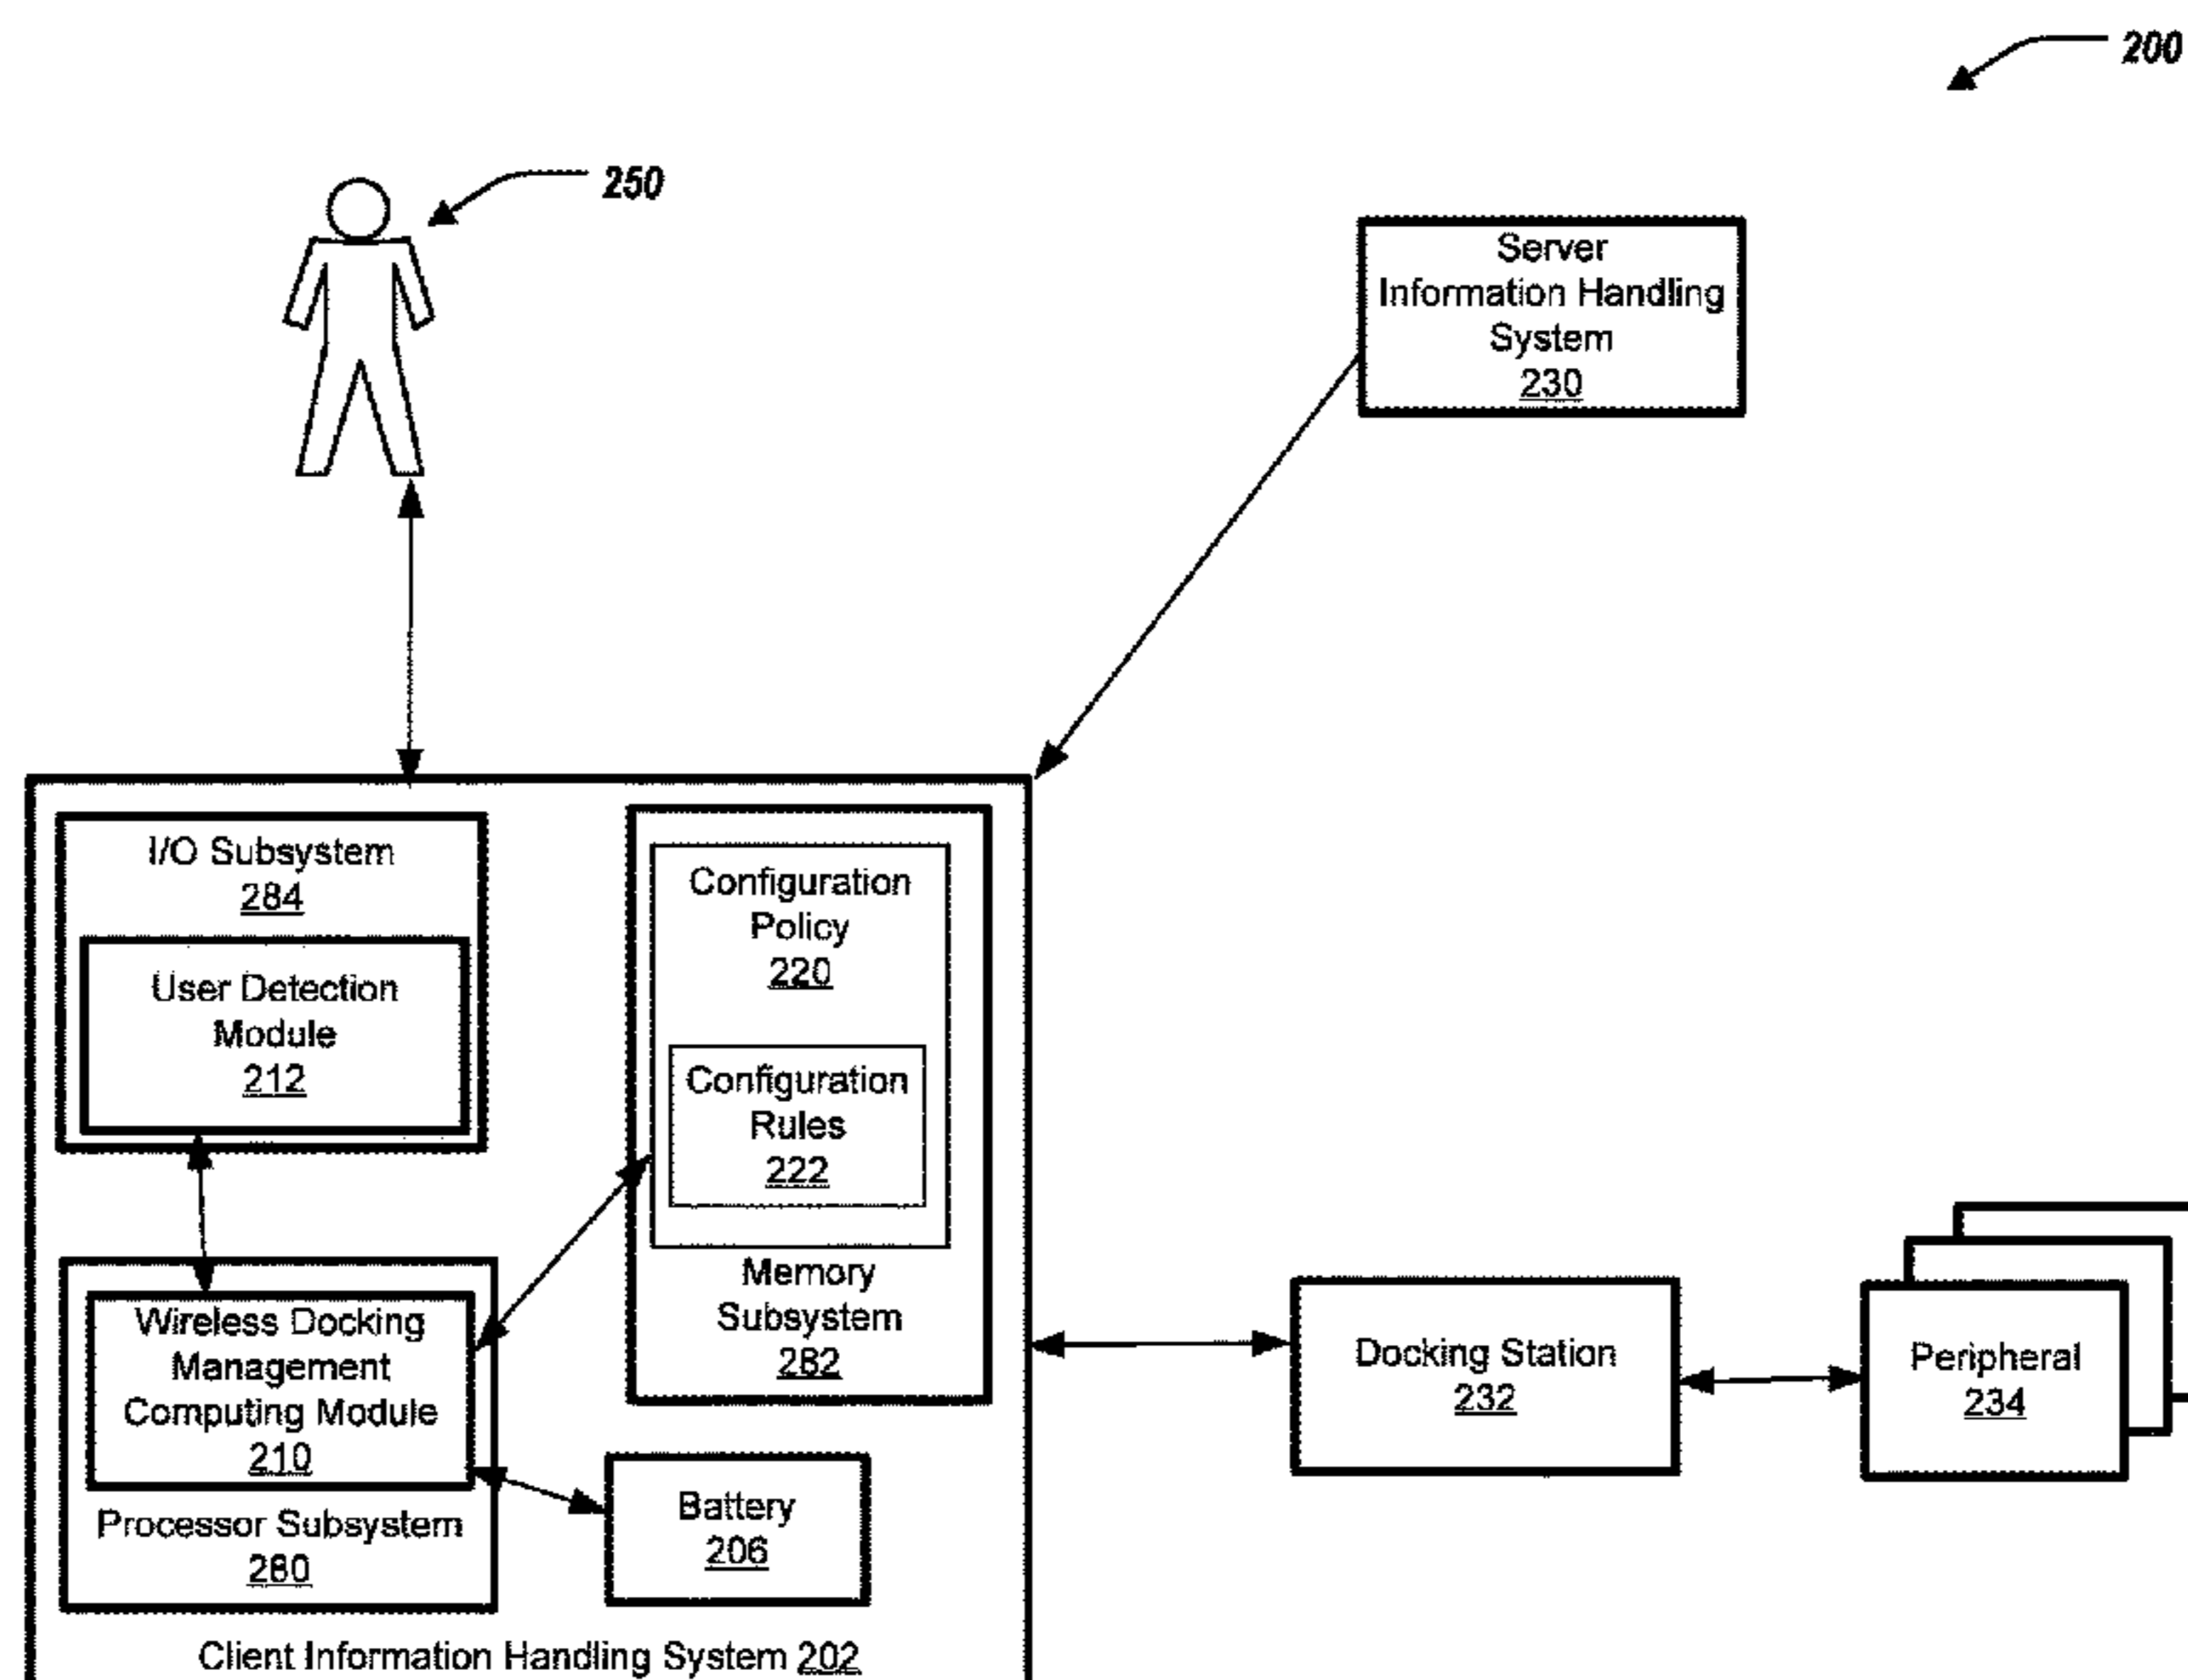 200
250
Server
Information Handling
System
230
I/O Subsystem
284
User Detection
Module
212
Configuration
Policy
220
Configuration
Rules
222
Memory
Subsystem
282
Wireless Docking
Management
Computing Module
210
Processor Subsystem
280
Battery
206
Client Information Handling System 202
Docking Station
232
Peripheral
234